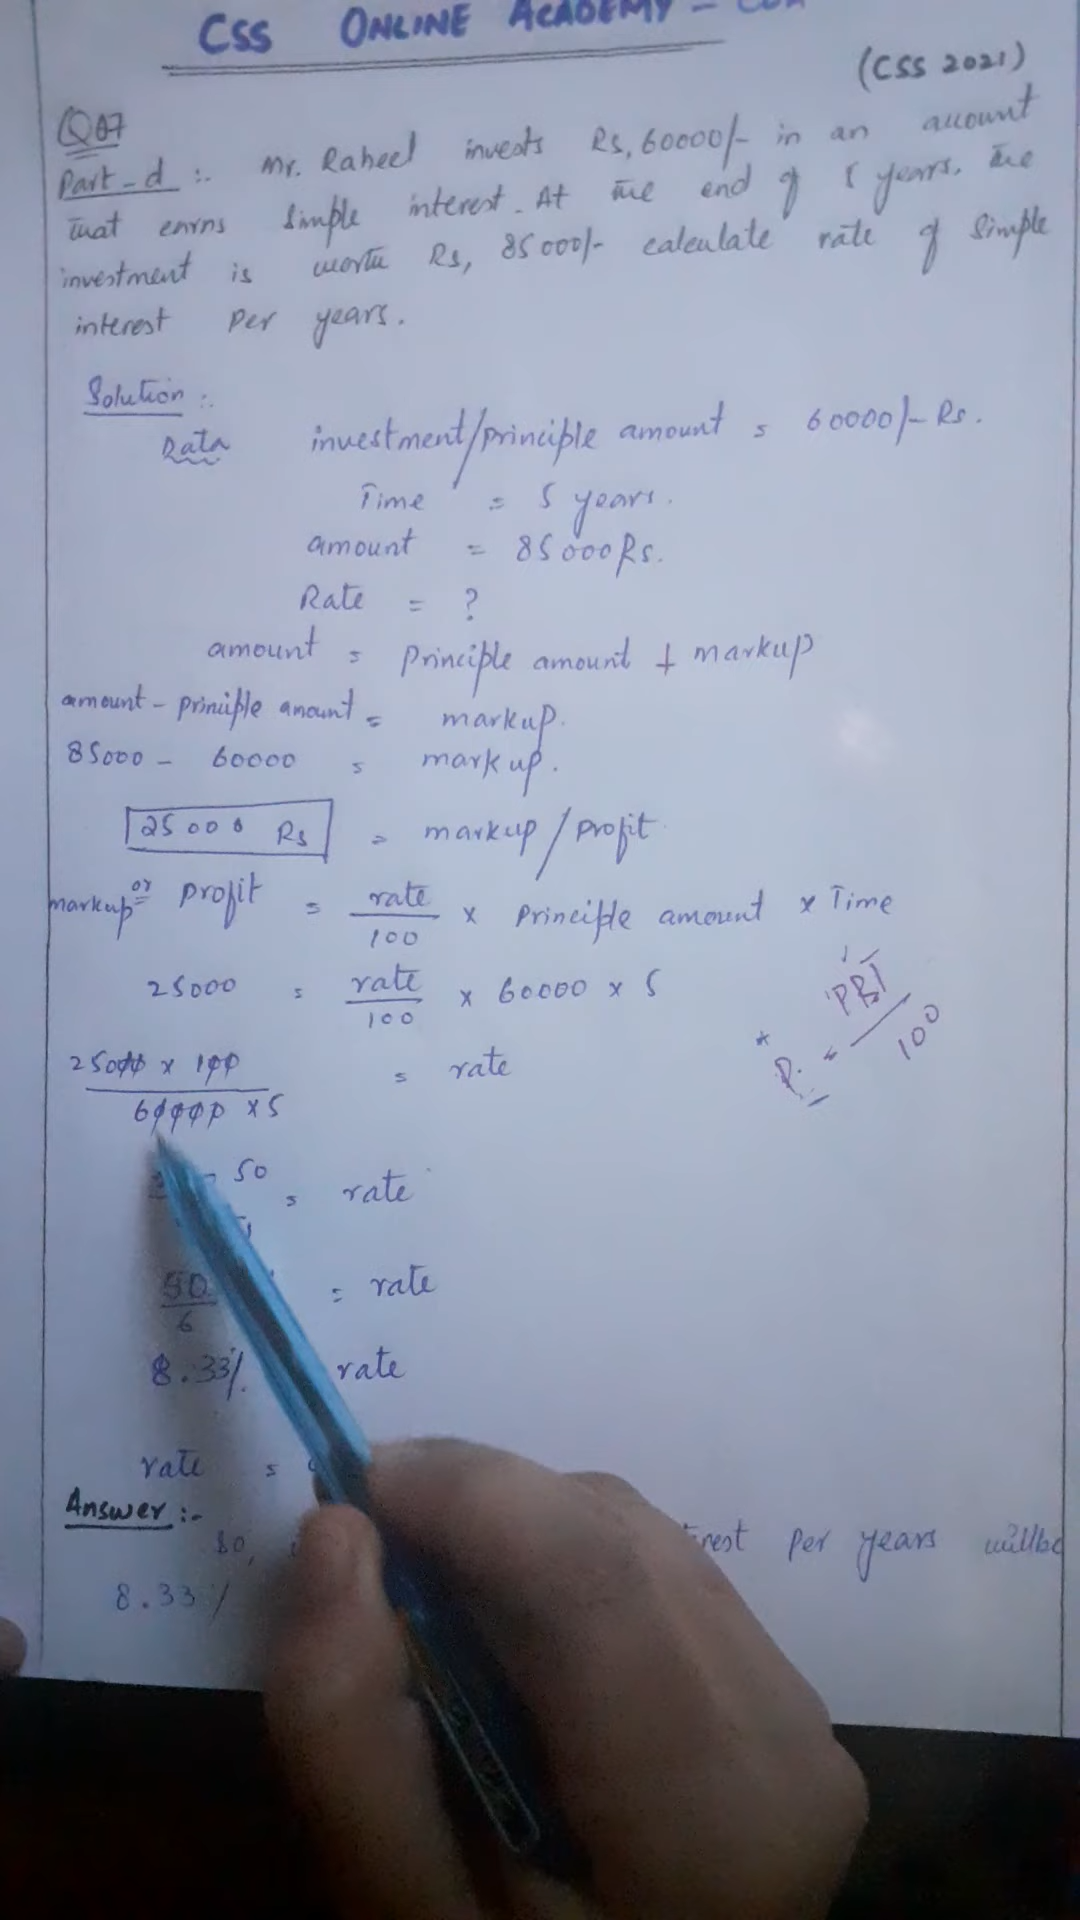 CSS ONLINE ACADEMY -
(CSS 2021)
Q07
Part-d :. Mr. Raheel invests Rs, 60000/- in an account
that earns simple interest. At the end of 5 years, the
investment is worth Rs, 85000/- calculate rate of simple
interest per years.
Solution :.
Data investment/principle amount = 60000/- Rs.
Time = 5 years.
amount = 85000Rs.
Rate = ?
amount = principle amount + markup
amount - principle amount = markup.
85000 - 60000 = markup.
25000 Rs = markup / profit
markup or profit = rate/100 x principle amount x Time
25000 = rate/100 x 60000 x 5
25000 x 100 / 60000 x 5 = rate
50 = rate
50/6 = rate
8.33% rate
rate =
Answer :-
So, per years will be
8.33%
100